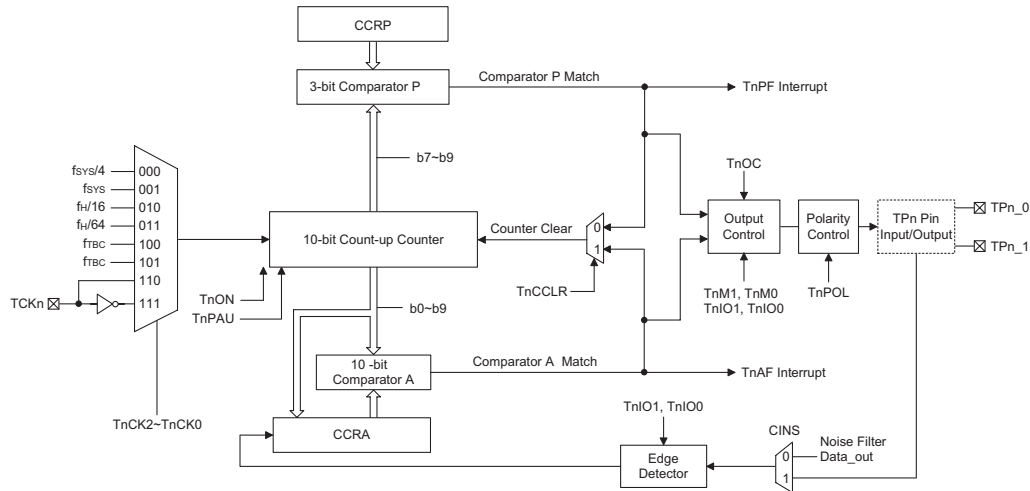 CCRP
3-bit Comparator P
Comparator P Match
TnPF Interrupt
b7~b9
fSYS/4
000
fSYS
001
fH/16
010
fH/64
011
fTBC
100
fTBC
101
110
TCKn
111
TnCK2~TnCK0
10-bit Count-up Counter
TnON
TnPAU
Counter Clear
0
1
TnCCLR
TnOC
Output
Control
TnM1, TnM0
TnIO1, TnIO0
Polarity
Control
TnPOL
TPn Pin
Input/Output
TPn_0
TPn_1
b0~b9
10 -bit
Comparator A
Comparator A Match
TnAF Interrupt
CCRA
TnIO1, TnIO0
Edge
Detector
CINS
0
1
Noise Filter
Data_out